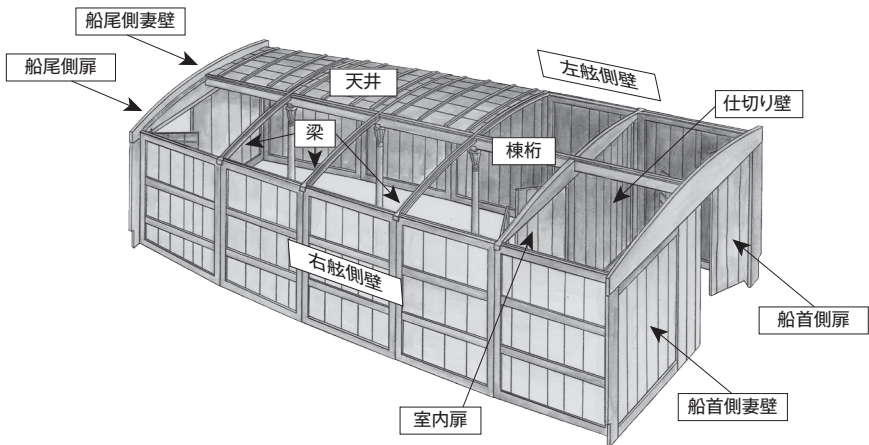 船尾側妻壁
船尾側扉
天井
左舷側壁
仕切り壁
梁
棟桁
右舷側壁
船首側扉
室内扉
船首側妻壁